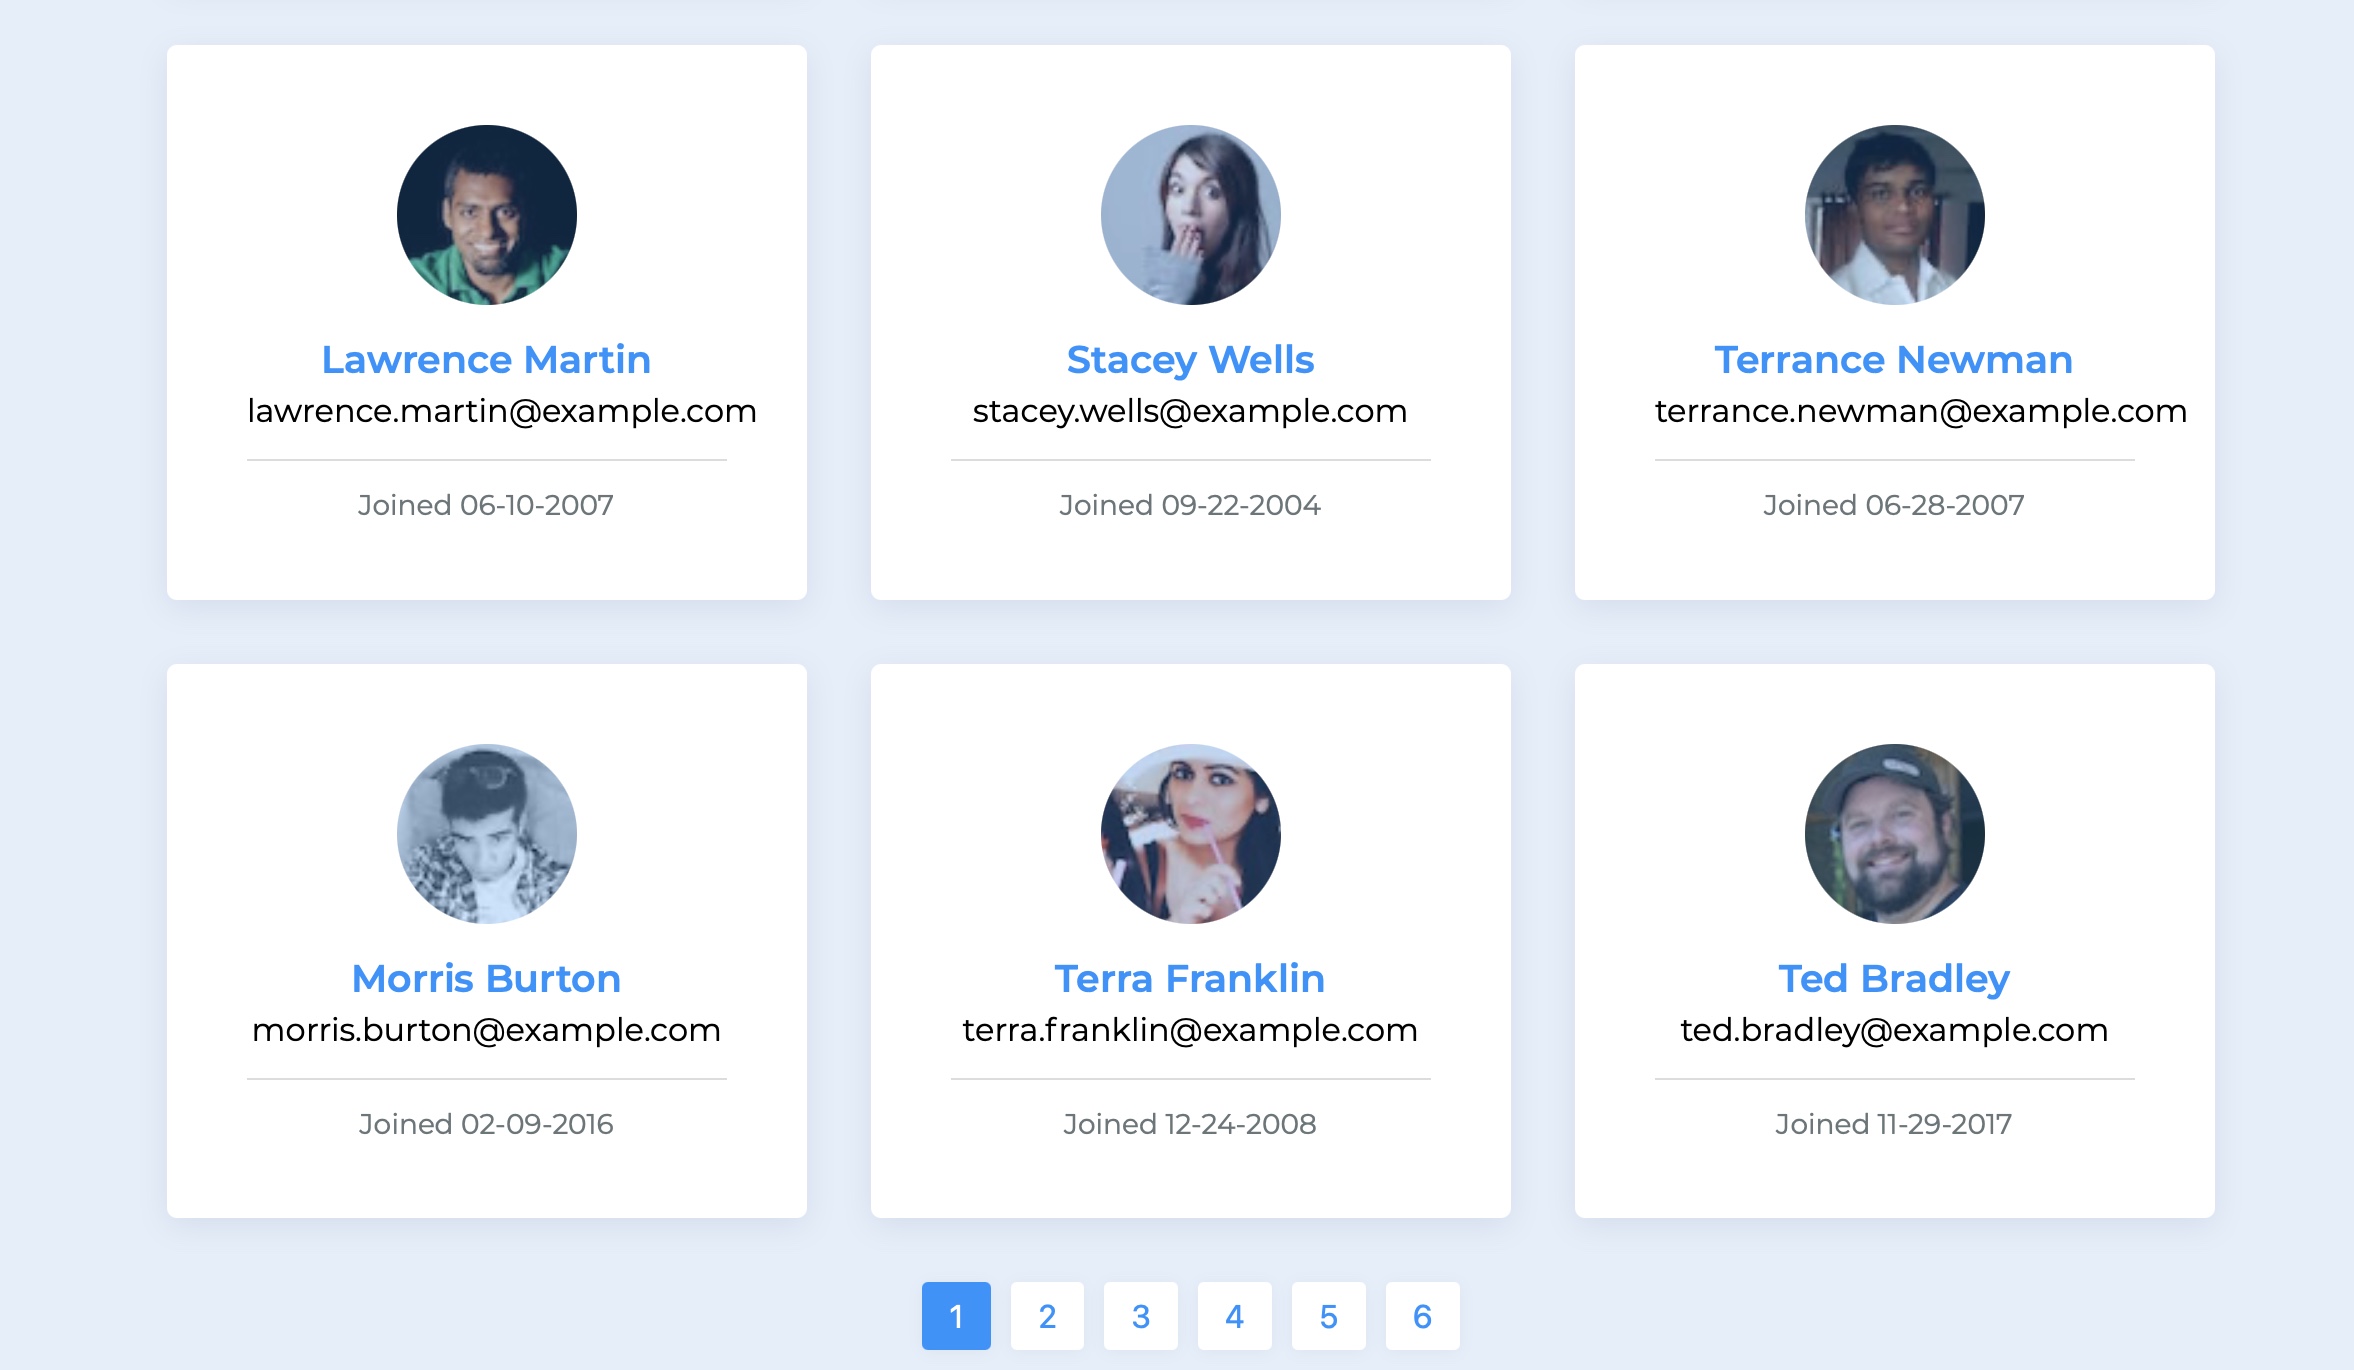 Lawrence Martin
lawrence.martin@example.com
Joined 06-10-2007
Stacey Wells
stacey.wells@example.com
Joined 09-22-2004
Terrance Newman
terrance.newman@example.com
Joined 06-28-2007
Morris Burton
morris.burton@example.com
Joined 02-09-2016
Terra Franklin
terra.franklin@example.com
Joined 12-24-2008
Ted Bradley
ted.bradley@example.com
Joined 11-29-2017
1 2 3 4 5 6